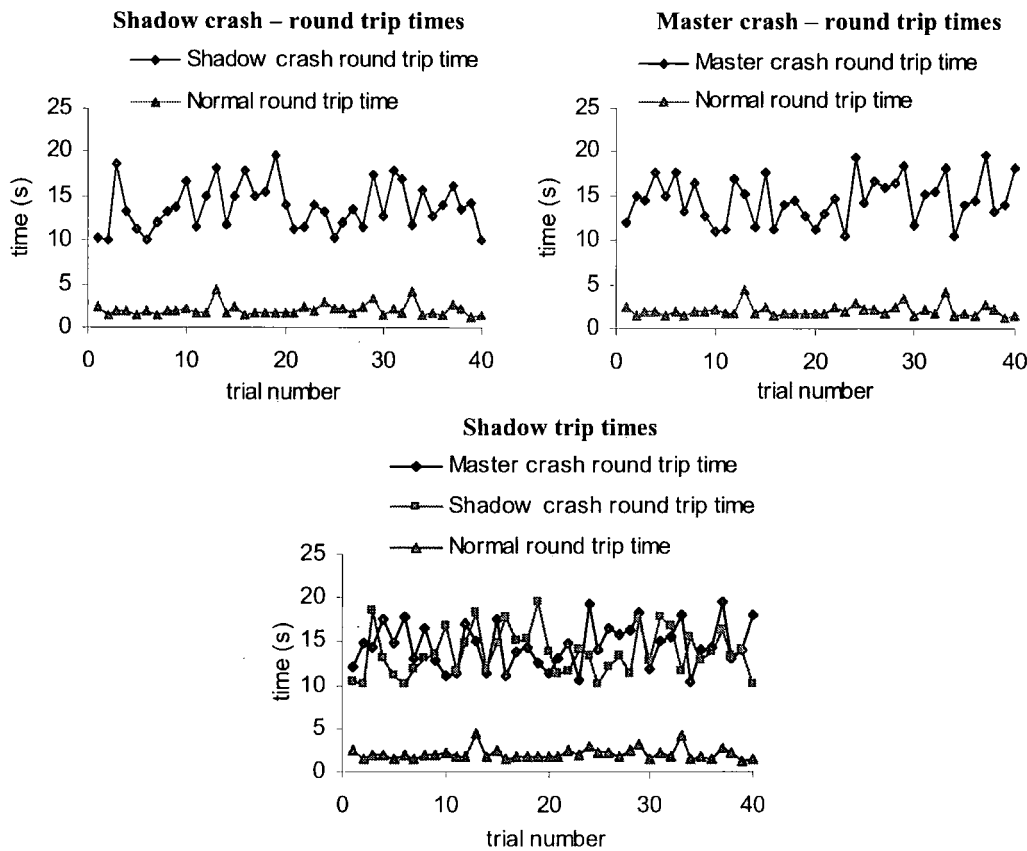 Shadow crash – round trip times
Shadow crash round trip time
Normal round trip time
25
20
15
10
5
0
time (s)
0 10 20 30 40
trial number
Master crash – round trip times
Master crash round trip time
Normal round trip time
25
20
15
10
5
0
time (s)
0 10 20 30 40
trial number
Shadow trip times
Master crash round trip time
Shadow crash round trip time
Normal round trip time
25
20
15
10
5
0
time (s)
0 10 20 30 40
trial number